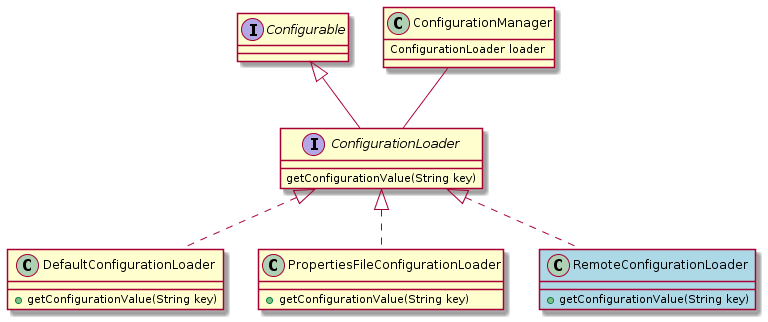 I Configurable
C ConfigurationManager
ConfigurationLoader loader
I ConfigurationLoader
getConfigurationValue(String key)
C DefaultConfigurationLoader
getConfigurationValue(String key)
C PropertiesFileConfigurationLoader
getConfigurationValue(String key)
C RemoteConfigurationLoader
getConfigurationValue(String key)